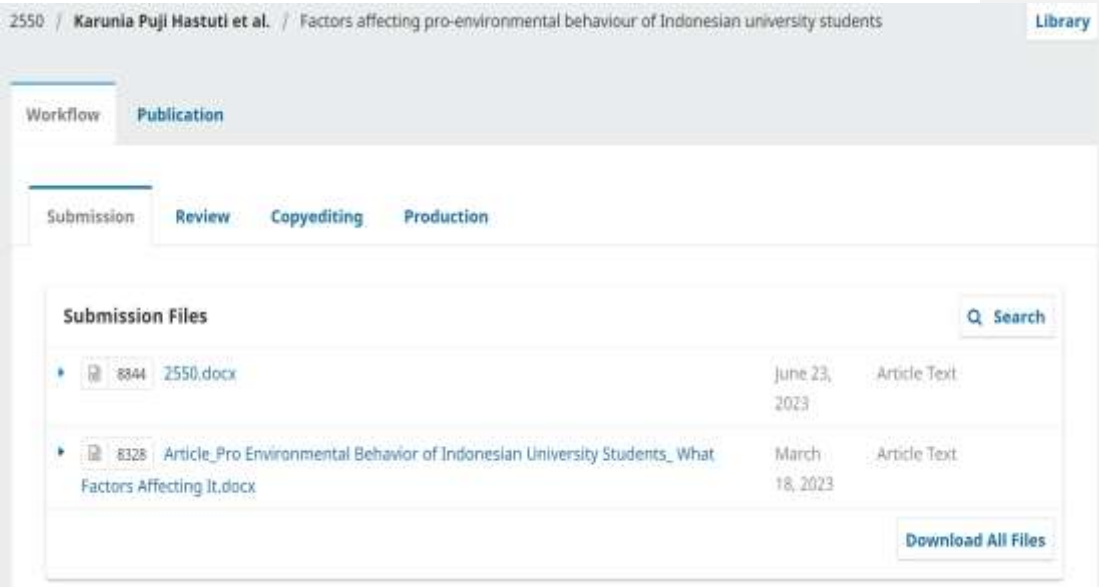 2550 / Karunia Puji Hastuti et al. / Factors affecting pro-environmental behaviour of Indonesian university students
Library
Workflow Publication
Submission Review Copyediting Production
Submission Files
Search
8844 2550.docx June 23, Article Text
2023
8328 Article_Pro Environmental Behavior of Indonesian University Students_ What March Article Text
Factors Affecting It.docx 18, 2023
Download All Files